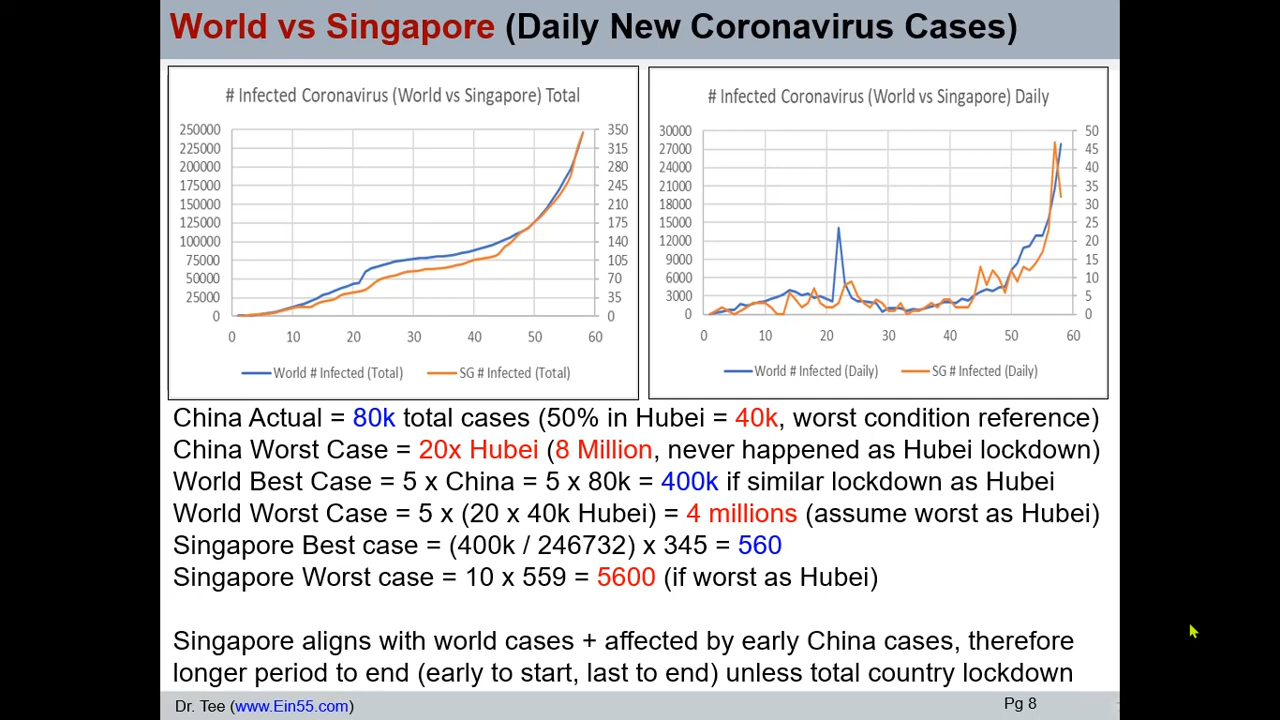 World vs Singapore (Daily New Coronavirus Cases)
# Infected Coronavirus (World vs Singapore) Total
250000
225000
200000
175000
150000
125000
100000
75000
50000
25000
0
350
315
280
245
210
175
140
105
70
35
0
0 10 20 30 40 50 60
World # Infected (Total) SG # Infected (Total)
# Infected Coronavirus (World vs Singapore) Daily
30000
27000
24000
21000
18000
15000
12000
9000
6000
3000
0
50
45
40
35
30
25
20
15
10
5
0
0 10 20 30 40 50 60
World # Infected (Daily) SG # Infected (Daily)
China Actual = 80k total cases (50% in Hubei = 40k, worst condition reference)
China Worst Case = 20x Hubei (8 Million, never happened as Hubei lockdown)
World Best Case = 5 x China = 5 x 80k = 400k if similar lockdown as Hubei
World Worst Case = 5 x (20 x 40k Hubei) = 4 millions (assume worst as Hubei)
Singapore Best case = (400k / 246732) x 345 = 560
Singapore Worst case = 10 x 559 = 5600 (if worst as Hubei)
Singapore aligns with world cases + affected by early China cases, therefore
longer period to end (early to start, last to end) unless total country lockdown
Dr. Tee (www.Ein55.com)
Pg 8